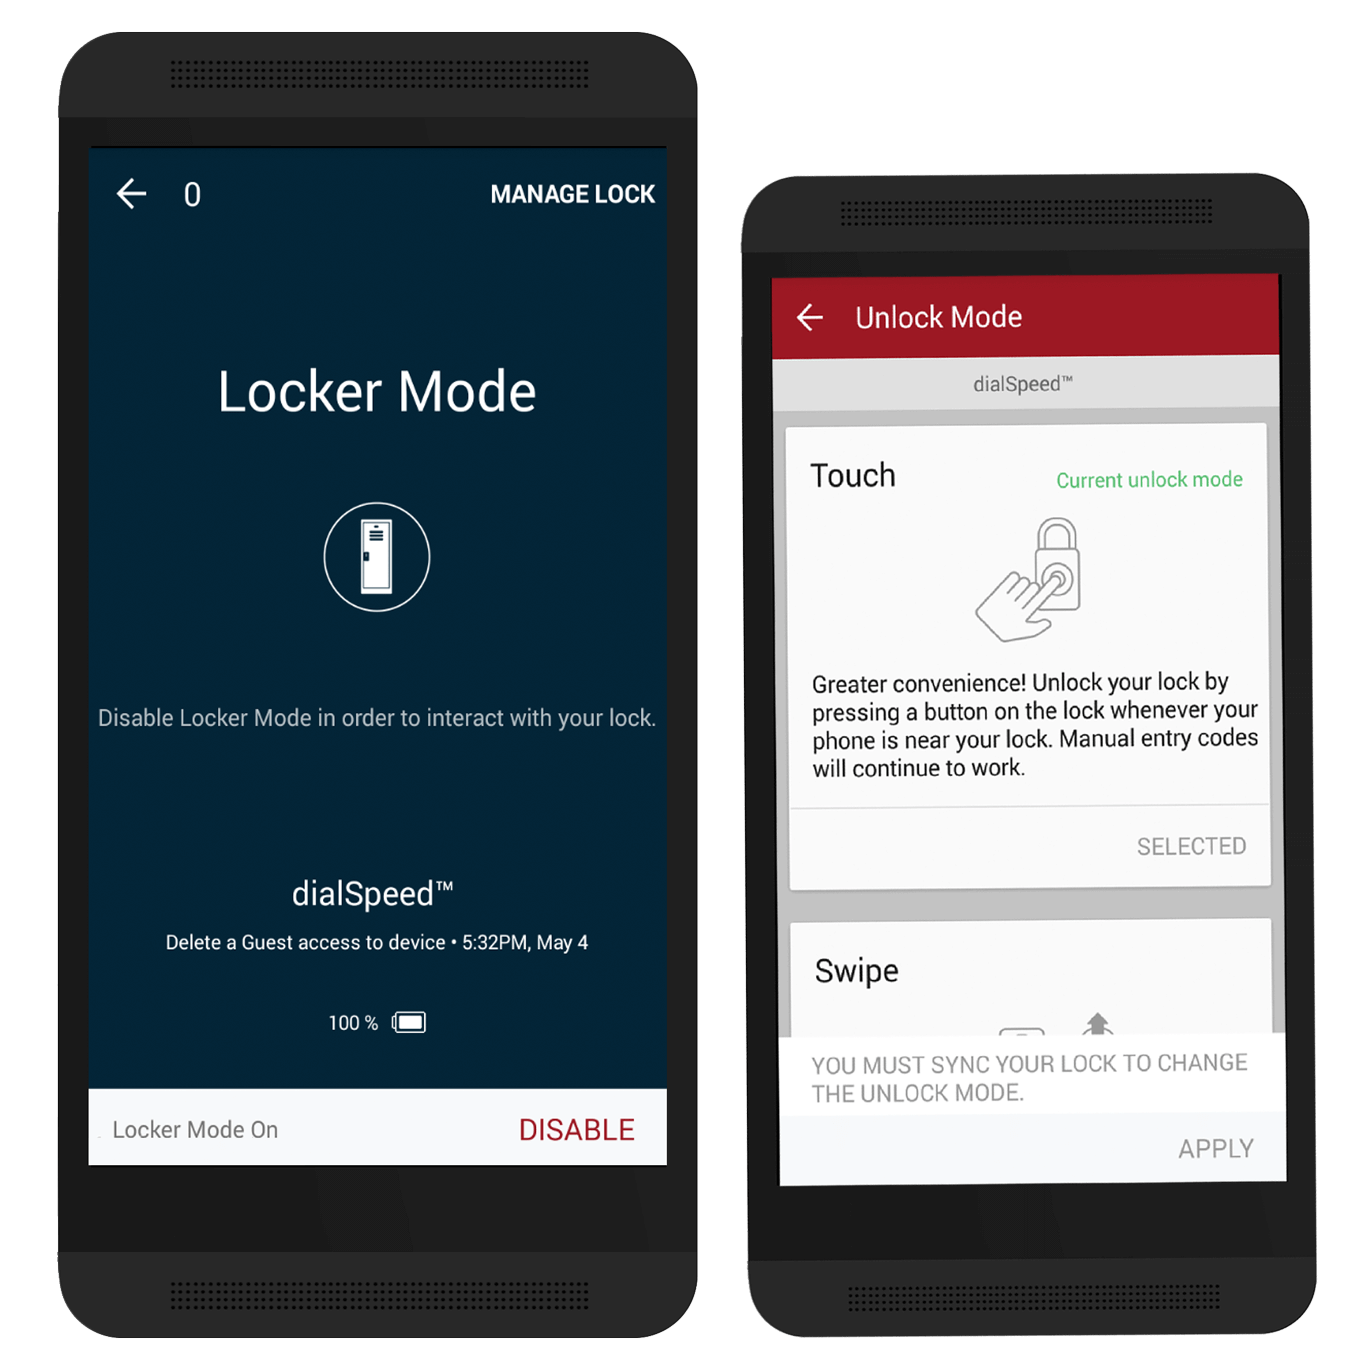 0
MANAGE LOCK
Locker Mode
Disable Locker Mode in order to interact with your lock.
dialSpeed™
Delete a Guest access to device • 5:32PM, May 4
100 %
Locker Mode On
DISABLE
Unlock Mode
dialSpeed™
Touch
Current unlock mode
Greater convenience! Unlock your lock by
pressing a button on the lock whenever your
phone is near your lock. Manual entry codes
will continue to work.
SELECTED
Swipe
YOU MUST SYNC YOUR LOCK TO CHANGE
THE UNLOCK MODE.
APPLY